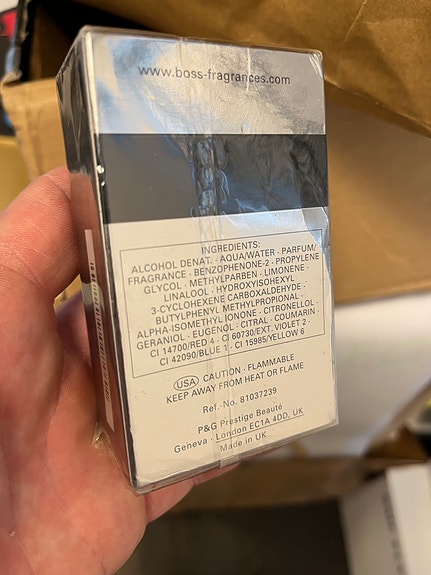 www.boss-fragrances.com
INGREDIENTS:
ALCOHOL DENAT. · AQUA/WATER · PARFUM/
FRAGRANCE · BENZOPHENONE-2 · PROPYLENE
GLYCOL · METHYLPARBEN · LIMONENE ·
LINALOOL · HYDROXYISOHEXYL
3-CYCLOHEXENE CARBOXALDEHYDE ·
BUTYLPHENYL METHYLPROPIONAL ·
ALPHA-ISOMETHYL IONONE · CITRONELLOL ·
GERANIOL · EUGENOL · CITRAL · COUMARIN ·
CI 14700/RED 4 · CI 60730/EXT. VIOLET 2 ·
CI 42090/BLUE 1 · CI 15985/YELLOW 6
USA CAUTION · FLAMMABLE
KEEP AWAY FROM HEAT OR FLAME
Ref.-No. 81037239
P&G Prestige Beauté
Geneva · London EC1A 4DD, UK
Made in UK